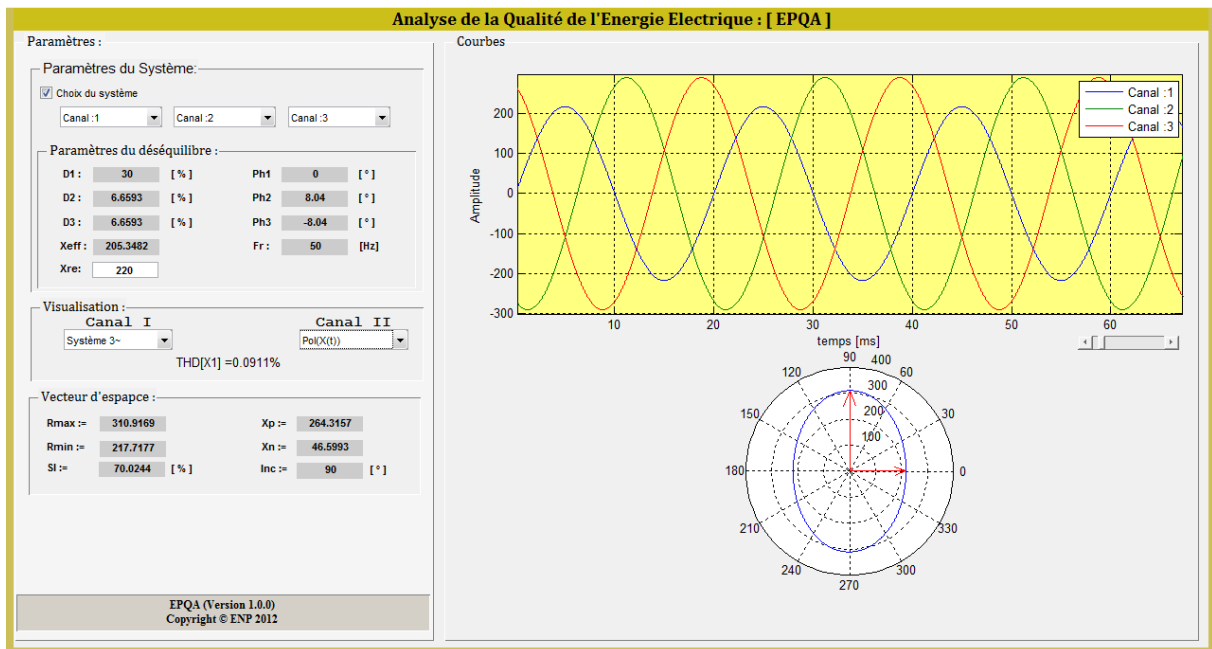 Analyse de la Qualité de l'Energie Electrique : [ EPQA ]
Paramètres :
Paramètres du Système:
Choix du système
Canal :1 Canal :2 Canal :3
Paramètres du déséquilibre :
D1 : 30 [ % ] Ph1 0 [ ° ]
D2 : 6.6593 [ % ] Ph2 8.04 [ ° ]
D3 : 6.6593 [ % ] Ph3 -8.04 [ ° ]
Xeff : 205.3482 Fr : 50 [Hz]
Xre: 220
Visualisation :
Canal I Canal II
Système 3~ Pol(X(t))
THD[X1] =0.0911%
Vecteur d'espapce :
Rmax := 310.9169 Xp := 264.3157
Rmin := 217.7177 Xn := 46.5993
SI := 70.0244 [ % ] Inc := 90 [ ° ]
EPQA (Version 1.0.0)
Copyright © ENP 2012
Courbes
Canal :1
Canal :2
Canal :3
Amplitude
200
100
0
-100
-200
-300
10 20 30 40 50 60
temps [ms]
90 400
120 60
300
150 200 30
100
180 0
210 330
240 300
270